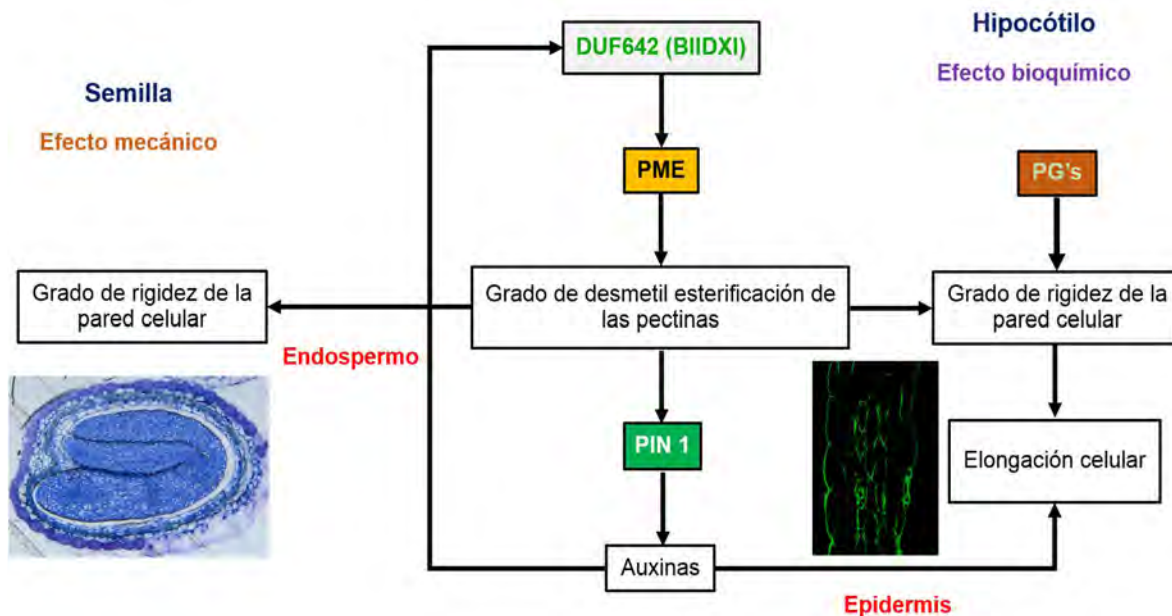 DUF642 (BIIDXI)
Hipocótilo
Efecto bioquímico
Semilla
Efecto mecánico
PME
PG's
Grado de rigidez de la
pared celular
Grado de desmetil esterificación de
las pectinas
Grado de rigidez de la
pared celular
Endospermo
PIN 1
Elongación celular
Auxinas
Epidermis